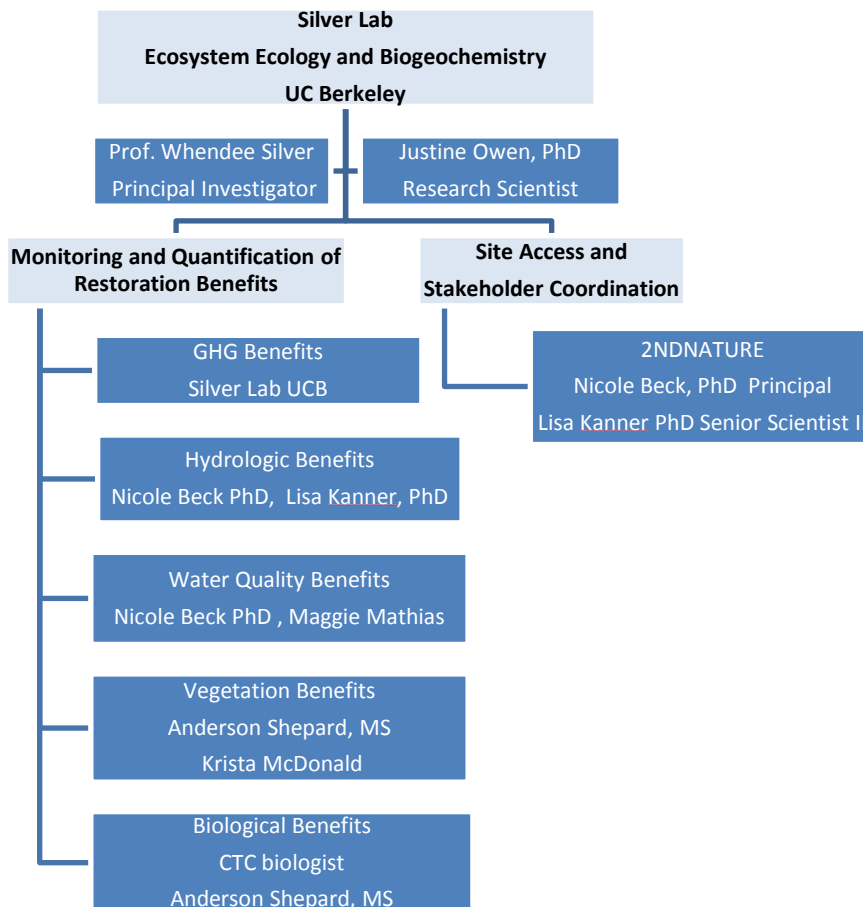 Silver Lab
Ecosystem Ecology and Biogeochemistry
UC Berkeley
Prof. Whendee Silver
Principal Investigator
Justine Owen, PhD
Research Scientist
Monitoring and Quantification of
Restoration Benefits
Site Access and
Stakeholder Coordination
GHG Benefits
Silver Lab UCB
2NDNATURE
Nicole Beck, PhD  Principal
Lisa Kanner PhD Senior Scientist II
Hydrologic Benefits
Nicole Beck PhD,  Lisa Kanner, PhD
Water Quality Benefits
Nicole Beck PhD , Maggie Mathias
Vegetation Benefits
Anderson Shepard, MS
Krista McDonald
Biological Benefits
CTC biologist
Anderson Shepard, MS